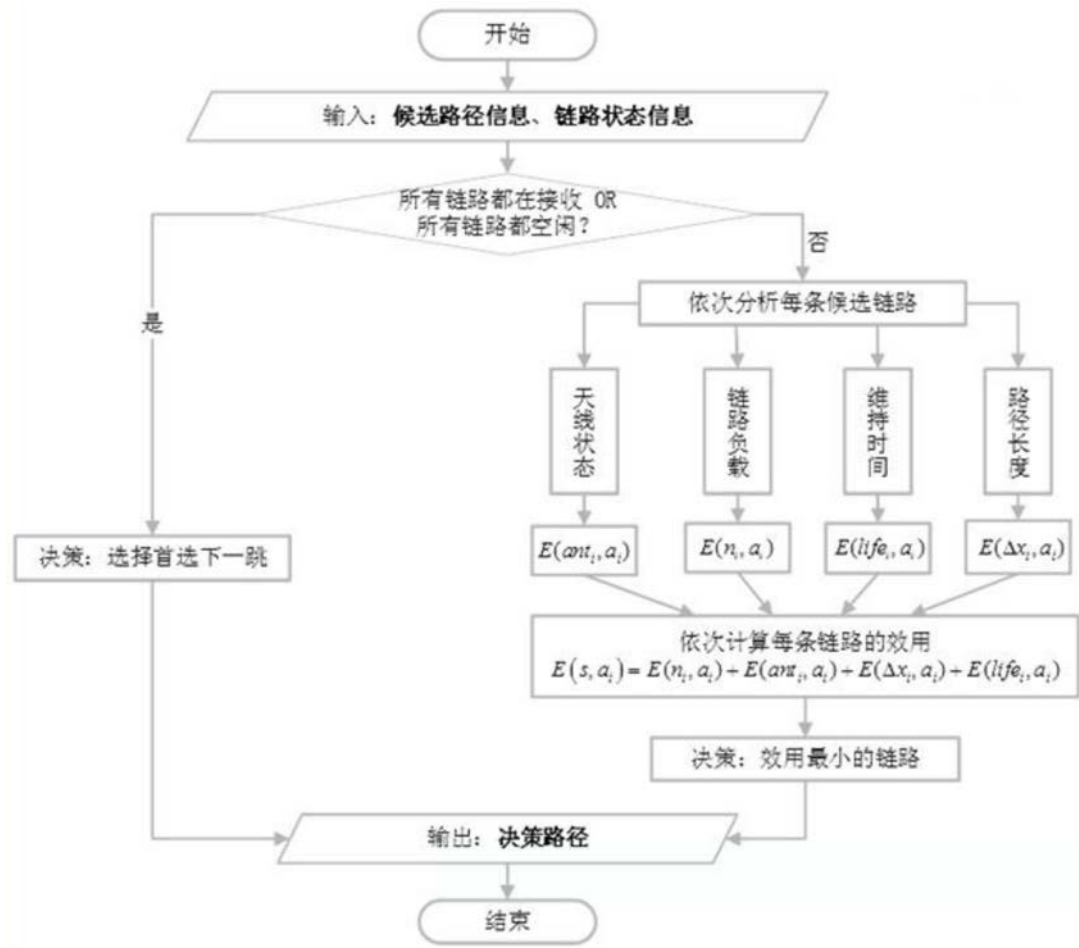 开始
输入：候选路径信息、链路状态信息
所有链路都在接收 OR
所有链路都空闲？
是
否
依次分析每条候选链路
天线状态
链路负载
维持时间
路径长度
E(ant_i, a_i)
E(n_i, a_i)
E(life_i, a_i)
E(Δx_i, a_i)
决策：选择首选下一跳
依次计算每条链路的效用
E(s, a_i) = E(n_i, a_i) + E(ant_i, a_i) + E(Δx_i, a_i) + E(life_i, a_i)
决策：效用最小的链路
输出：决策路径
结束